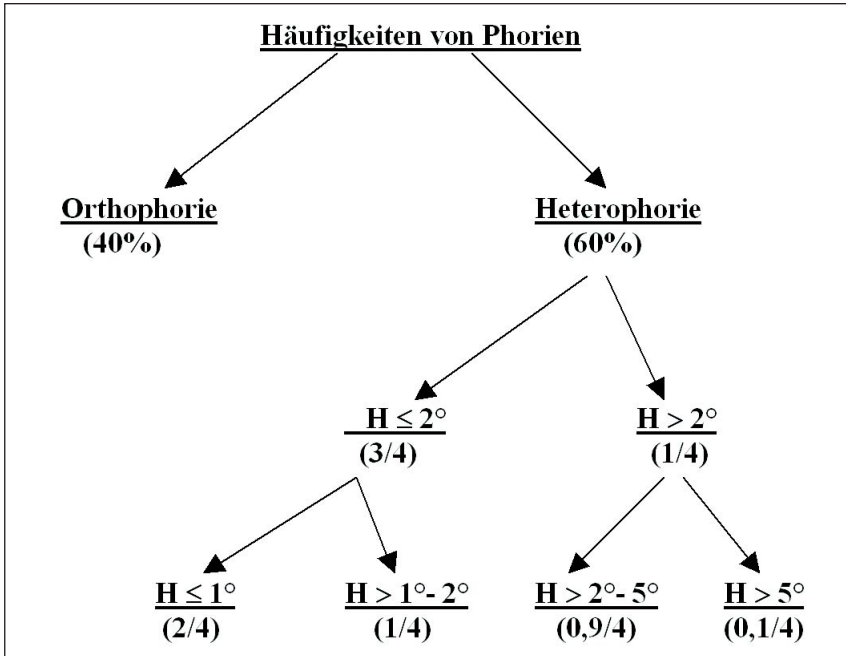 Häufigkeiten von Phorien
Orthophorie
(40%)
Heterophorie
(60%)
H ≤ 2°
(3/4)
H > 2°
(1/4)
H ≤ 1°
(2/4)
H > 1°- 2°
(1/4)
H > 2°- 5°
(0,9/4)
H > 5°
(0,1/4)